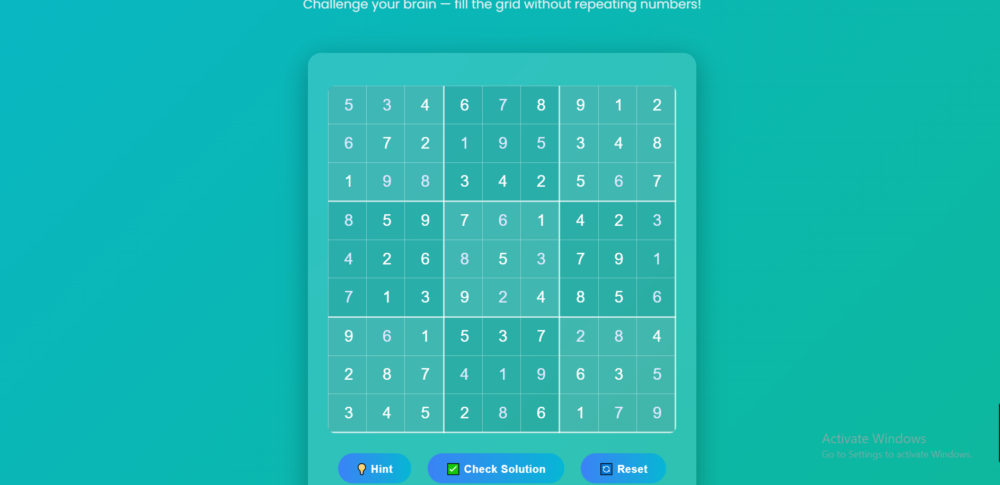 Challenge your brain — fill the grid without repeating numbers!
5 3 4 6 7 8 9 1 2
6 7 2 1 9 5 3 4 8
1 9 8 3 4 2 5 6 7
8 5 9 7 6 1 4 2 3
4 2 6 8 5 3 7 9 1
7 1 3 9 2 4 8 5 6
9 6 1 5 3 7 2 8 4
2 8 7 4 1 9 6 3 5
3 4 5 2 8 6 1 7 9
Hint Check Solution Reset
Activate Windows
Go to Settings to activate Windows.